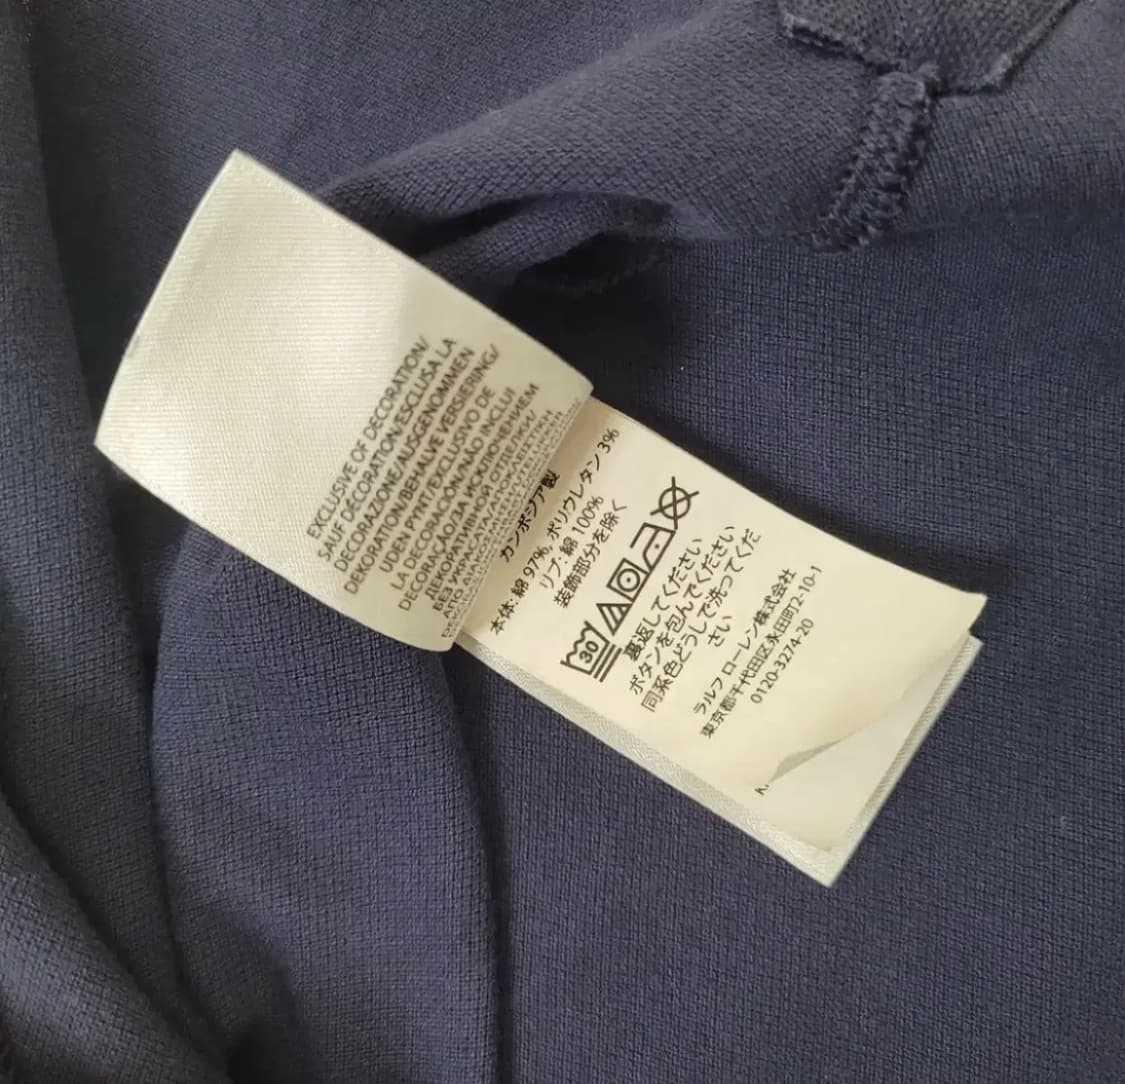 EXCLUSIVE OF DECORATION/
SAUF DECORATION/ESCLUSA LA
DECORAZIONE/AUSGENOMMEN
DEKORATION/BEHALVE VERSIERING/
UDEN PYNT/EXCLUSIVO DE
LA DECORACIÓN/NÃO INCLUI
DECORAÇÃO/ЗА ИСКЛЮЧЕНИЕМ
ДЕКОРАТИВНОЙ ОТДЕЛКИ/
カンボジア製
本体: 綿 97%, ポリウレタン 3%
リブ: 綿 100%
装飾部分を除く
30
裏返してください
ボタンを包んでください
同系色どうしで洗ってくだ
さい
ラルフ ローレン株式会社
東京都千代田区永田町2-10-1
0120-3274-20